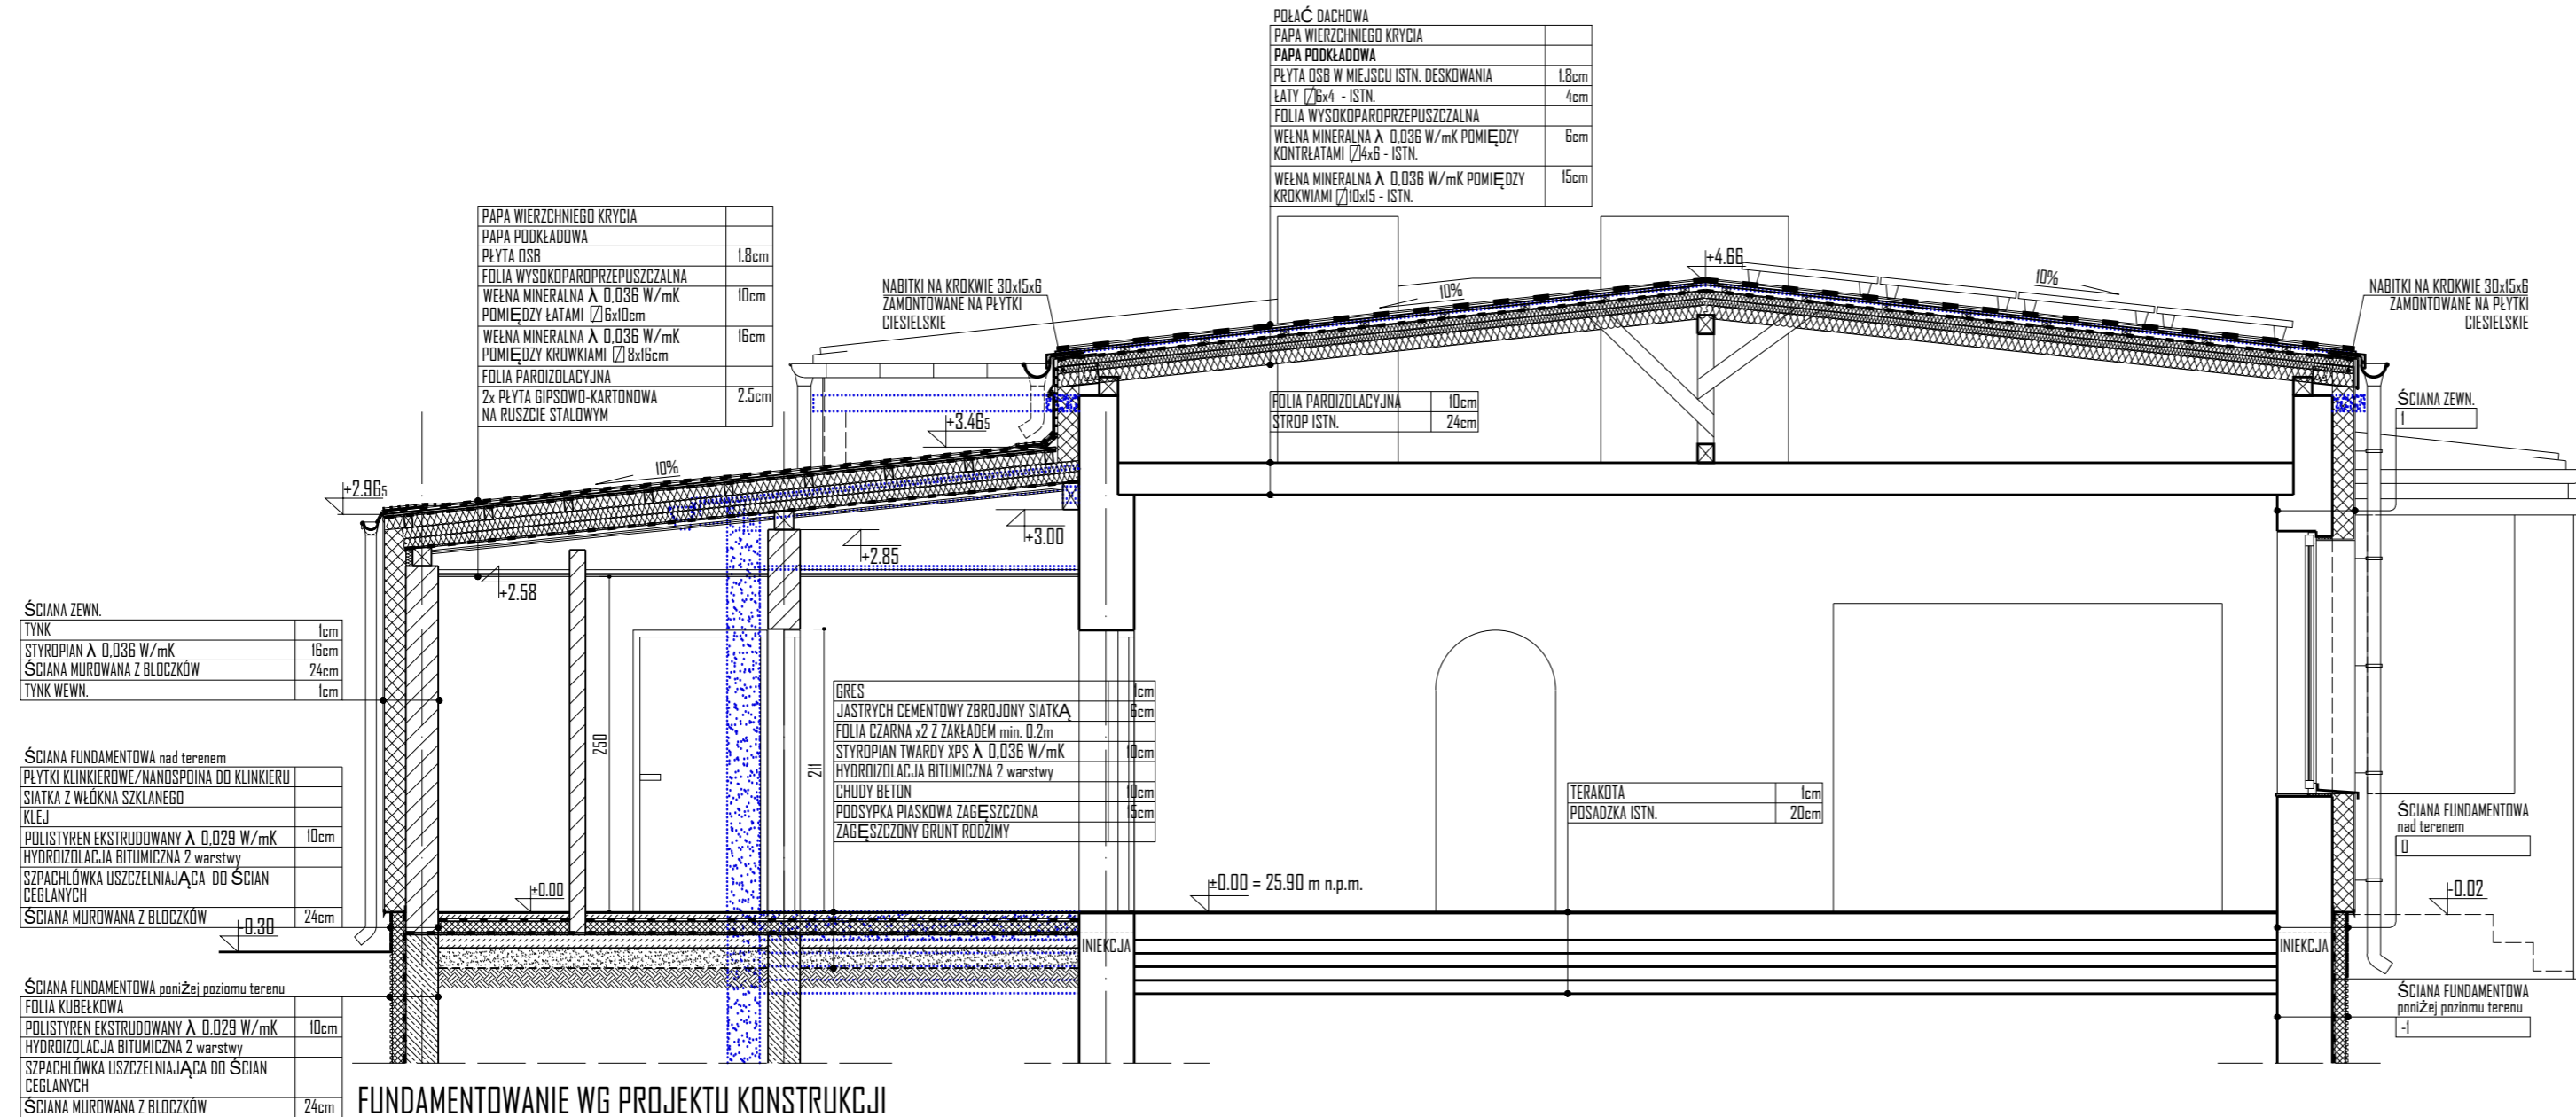 POŁAĆ DACHOWA
PAPA WIERZCHNIEGO KRYCIA
PAPA PODKŁADOWA
PŁYTA OSB W MIEJSCU ISTN. DESKOWANIA 1.8cm
ŁATY 6x4 - ISTN. 4cm
FOLIA WYSOKOPAROPRZEPUSZCZALNA
WEŁNA MINERALNA λ 0,036 W/mK POMIĘDZY 6cm
KONTRŁATAMI 4x6 - ISTN.
WEŁNA MINERALNA λ 0,036 W/mK POMIĘDZY 15cm
KROKWIAMI 10x15 - ISTN.
PAPA WIERZCHNIEGO KRYCIA
PAPA PODKŁADOWA
PŁYTA OSB 1.8cm
FOLIA WYSOKOPAROPRZEPUSZCZALNA
WEŁNA MINERALNA λ 0,036 W/mK 10cm
POMIĘDZY ŁATAMI 6x10cm
WEŁNA MINERALNA λ 0,036 W/mK 16cm
POMIĘDZY KROWKIAMI 8x16cm
FOLIA PAROIZOLACYJNA
2x PŁYTA GIPSOWO-KARTONOWA 2.5cm
NA RUSZCIE STALOWYM
NABITKI NA KROKWIE 30x15x6
ZAMONTOWANE NA PŁYTKI
CIESIELSKIE
+4.66
10%
10%
NABITKI NA KROKWIE 30x15x6
ZAMONTOWANE NA PŁYTKI
CIESIELSKIE
FOLIA PAROIZOLACYJNA 10cm
STROP ISTN. 24cm
ŚCIANA ZEWN.
1
+3.465
10%
+2.965
+3.00
+2.85
+2.58
ŚCIANA ZEWN.
TYNK 1cm
STYROPIAN λ 0,036 W/mK 16cm
ŚCIANA MUROWANA Z BLOCZKÓW 24cm
TYNK WEWN. 1cm
250
211
GRES 1cm
JASTRYCH CEMENTOWY ZBROJONY SIATKĄ 6cm
FOLIA CZARNA x2 Z ZAKŁADEM min. 0,2m
STYROPIAN TWARDY XPS λ 0,036 W/mK 10cm
HYDROIZOLACJA BITUMICZNA 2 warstwy
CHUDY BETON 10cm
PODSYPKA PIASKOWA ZAGĘSZCZONA 15cm
ZAGĘSZCZONY GRUNT RODZIMY
TERAKOTA 1cm
POSADZKA ISTN. 20cm
ŚCIANA FUNDAMENTOWA nad terenem
PŁYTKI KLINKIEROWE/NANOSPOINA DO KLINKIERU
SIATKA Z WŁÓKNA SZKLANEGO
KLEJ
POLISTYREN EKSTRUDOWANY λ 0,029 W/mK 10cm
HYDROIZOLACJA BITUMICZNA 2 warstwy
SZPACHLÓWKA USZCZELNIAJĄCA DO ŚCIAN
CEGLANYCH
ŚCIANA MUROWANA Z BLOCZKÓW 24cm
ŚCIANA FUNDAMENTOWA
nad terenem
0
±0.00
±0.00 = 25.90 m n.p.m.
-0.02
-0.30
INIEKCJA
INIEKCJA
ŚCIANA FUNDAMENTOWA poniżej poziomu terenu
FOLIA KUBEŁKOWA
POLISTYREN EKSTRUDOWANY λ 0,029 W/mK 10cm
HYDROIZOLACJA BITUMICZNA 2 warstwy
SZPACHLÓWKA USZCZELNIAJĄCA DO ŚCIAN
CEGLANYCH
ŚCIANA MUROWANA Z BLOCZKÓW 24cm
ŚCIANA FUNDAMENTOWA
poniżej poziomu terenu
-1
FUNDAMENTOWANIE WG PROJEKTU KONSTRUKCJI